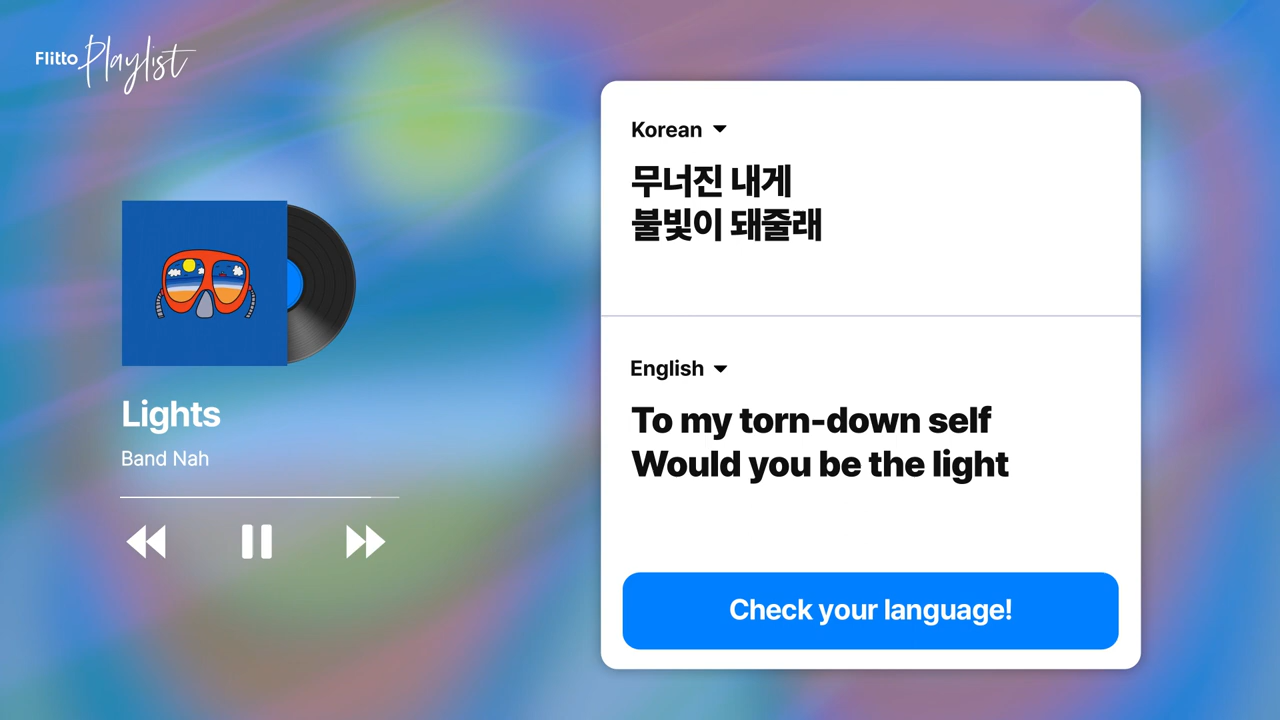 Flitto Playlist
Lights
Band Nah
Korean
무너진 내게
불빛이 돼줄래
English
To my torn-down self
Would you be the light
Check your language!